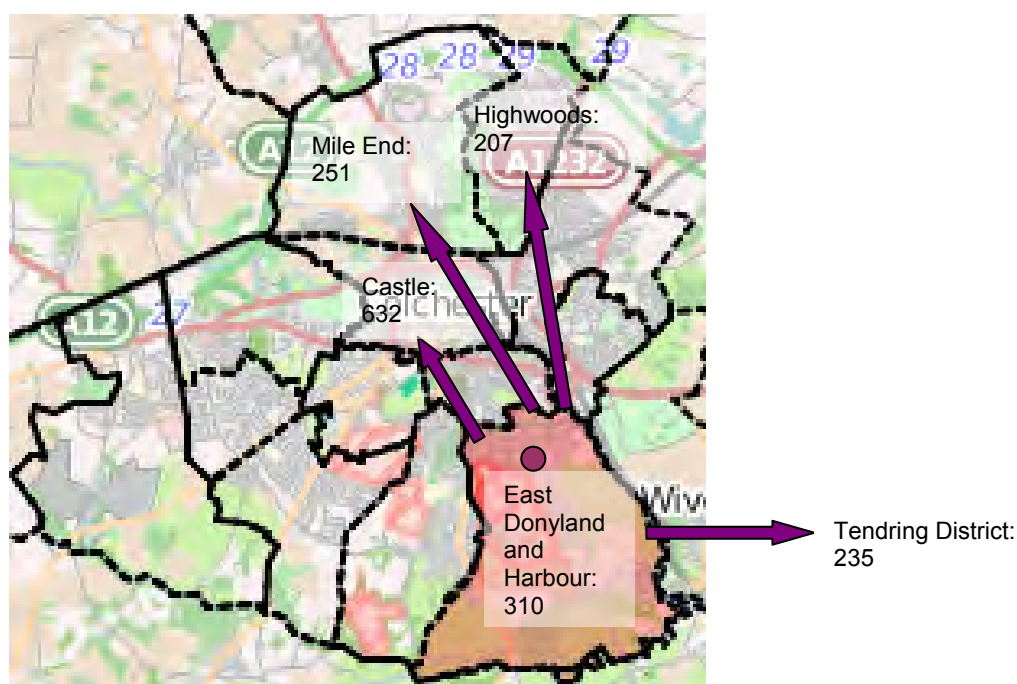 28 28 29 29
Highwoods:
207
A1232
Mile End:
251
Castle:
632
Colchester
A12
27
East
Donyland
and
Harbour:
310
Tendring District:
235